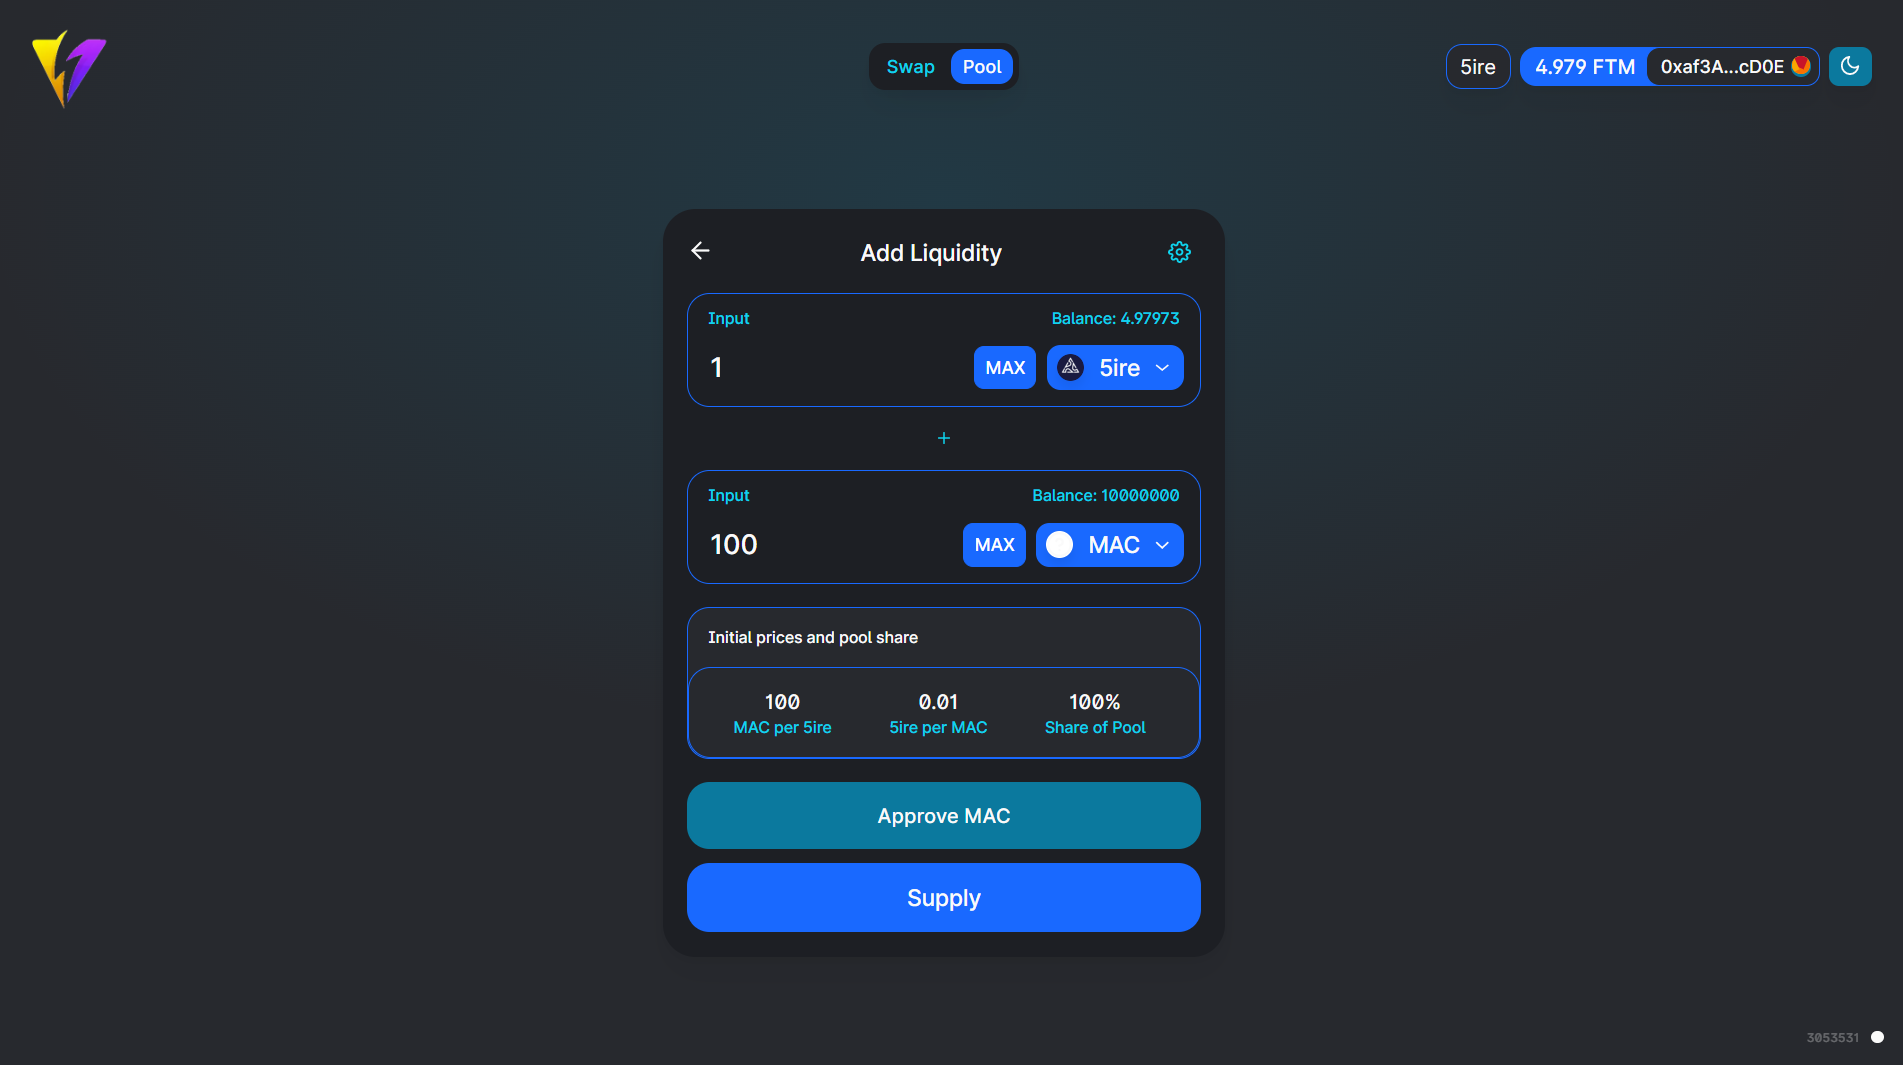 Swap Pool
5ire 4.979 FTM 0xaf3A...cD0E
Add Liquidity
Input Balance: 4.97973
1 MAX 5ire
+
Input Balance: 10000000
100 MAX MAC
Initial prices and pool share
100 0.01 100%
MAC per 5ire 5ire per MAC Share of Pool
Approve MAC
Supply
3053531